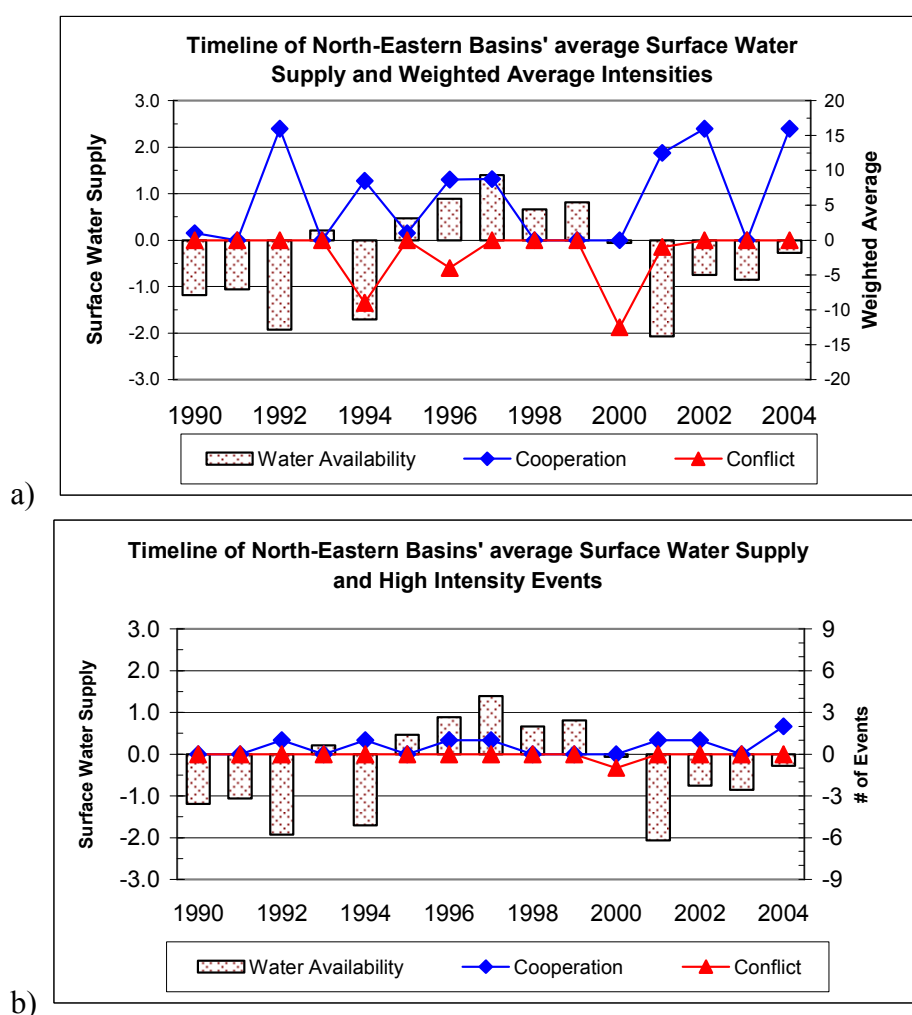 Timeline of North-Eastern Basins' average Surface Water
Supply and Weighted Average Intensities
Surface Water Supply
3.0
2.0
1.0
0.0
-1.0
-2.0
-3.0
20
15
10
5
0
-5
-10
-15
-20
Weighted Average
1990 1992 1994 1996 1998 2000 2002 2004
Water Availability Cooperation Conflict
a)
Timeline of North-Eastern Basins' average Surface Water Supply
and High Intensity Events
Surface Water Supply
3.0
2.0
1.0
0.0
-1.0
-2.0
-3.0
9
6
3
0
-3
-6
-9
# of Events
1990 1992 1994 1996 1998 2000 2002 2004
Water Availability Cooperation Conflict
b)